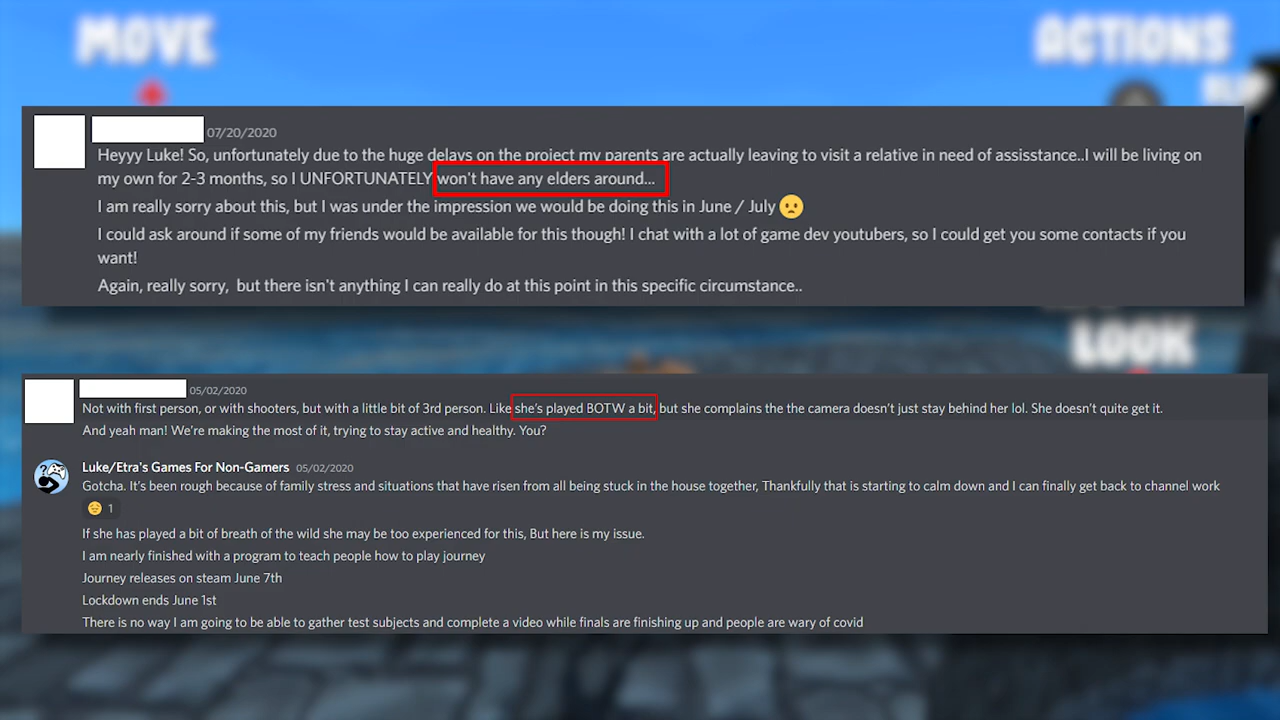 MOVE
ACTIONS
07/20/2020
Heyyy Luke! So, unfortunately due to the huge delays on the project my parents are actually leaving to visit a relative in need of assisstance..I will be living on
my own for 2-3 months, so I UNFORTUNATELY won't have any elders around...
I am really sorry about this, but I was under the impression we would be doing this in June / July
I could ask around if some of my friends would be available for this though! I chat with a lot of game dev youtubers, so I could get you some contacts if you
want!
Again, really sorry, but there isn't anything I can really do at this point in this specific circumstance..
LOOK
05/02/2020
Not with first person, or with shooters, but with a little bit of 3rd person. Like she's played BOTW a bit, but she complains the the camera doesn't just stay behind her lol. She doesn't quite get it.
And yeah man! We're making the most of it, trying to stay active and healthy. You?
Luke/Etra's Games For Non-Gamers 05/02/2020
Gotcha. It's been rough because of family stress and situations that have risen from all being stuck in the house together, Thankfully that is starting to calm down and I can finally get back to channel work
1
If she has played a bit of breath of the wild she may be too experienced for this, But here is my issue.
I am nearly finished with a program to teach people how to play journey
Journey releases on steam June 7th
Lockdown ends June 1st
There is no way I am going to be able to gather test subjects and complete a video while finals are finishing up and people are wary of covid